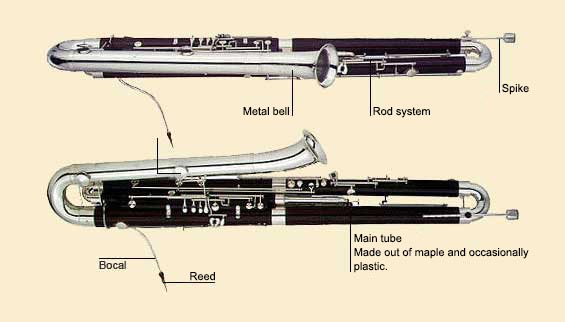 Spike
Metal bell
Rod system
Main tube
Made out of maple and occasionally
plastic.
Bocal
Reed